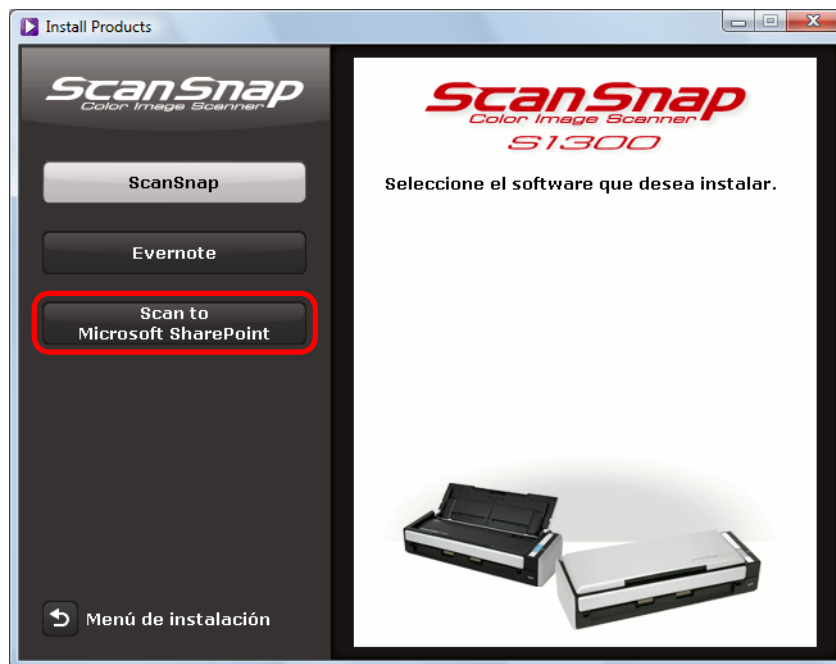 Install Products
ScanSnap
Color Image Scanner
ScanSnap
Evernote
Scan to
Microsoft SharePoint
Menú de instalación
ScanSnap
Color Image Scanner
S1300
Seleccione el software que desea instalar.